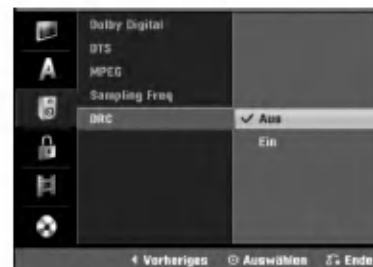 Dolby Digital
DTS
A
MPEG
Sampling Freq
DRC
✓ Aus
Ein
Vorheriges Auswählen Ende